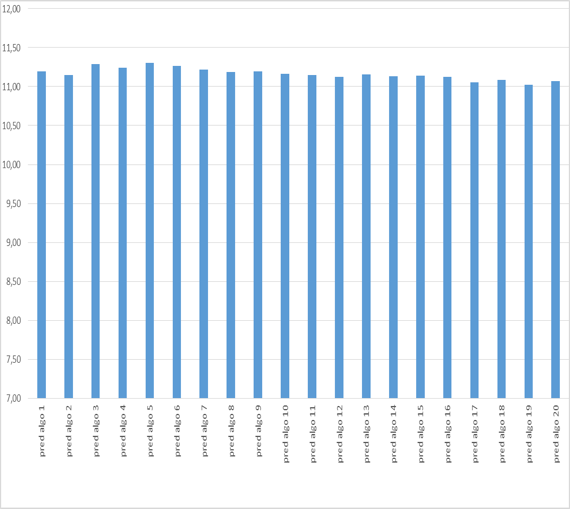 12,00
11,50
11,00
10,50
10,00
9,50
9,00
8,50
8,00
7,50
7,00
pred algo 1
pred algo 2
pred algo 3
pred algo 4
pred algo 5
pred algo 6
pred algo 7
pred algo 8
pred algo 9
pred algo 10
pred algo 11
pred algo 12
pred algo 13
pred algo 14
pred algo 15
pred algo 16
pred algo 17
pred algo 18
pred algo 19
pred algo 20